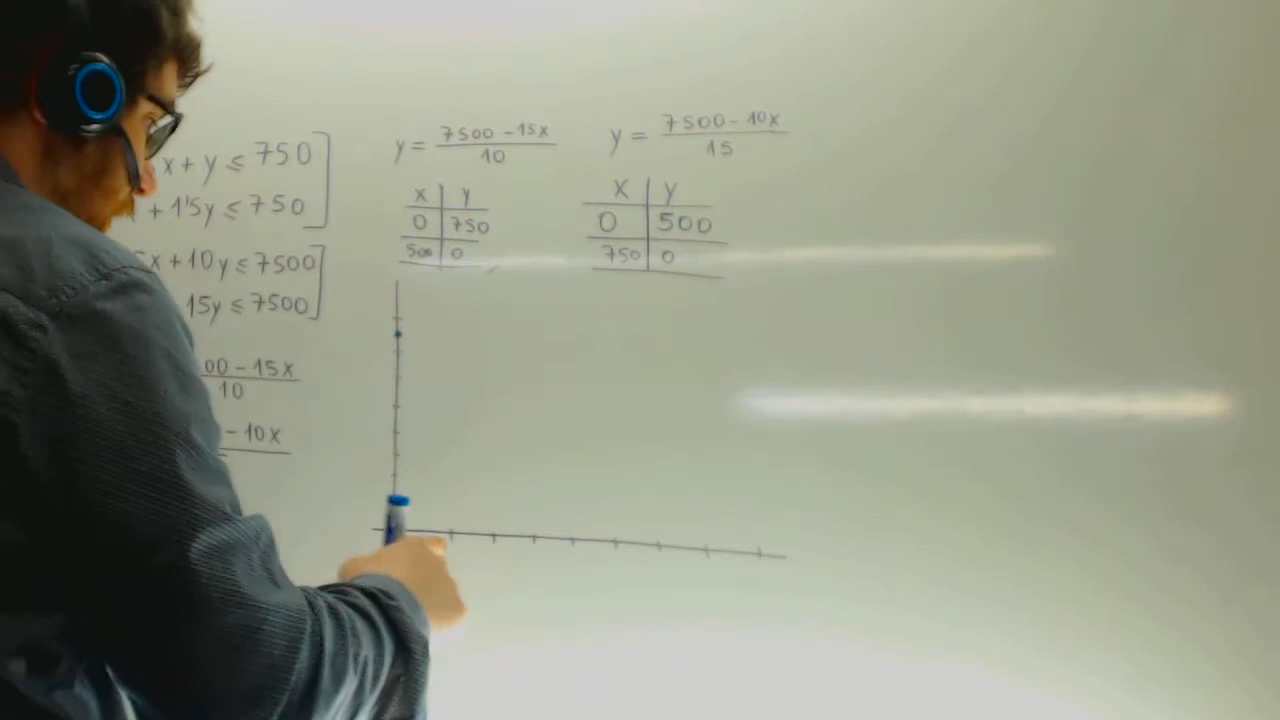 x + y ≤ 750
+ 1'5y ≤ 750
x + 10y ≤ 7500
15y ≤ 7500
00 - 15x
10
- 10x
y = 7500 - 15x
10
x y
0 750
500 0
y = 7500 - 10x
15
x y
0 500
750 0